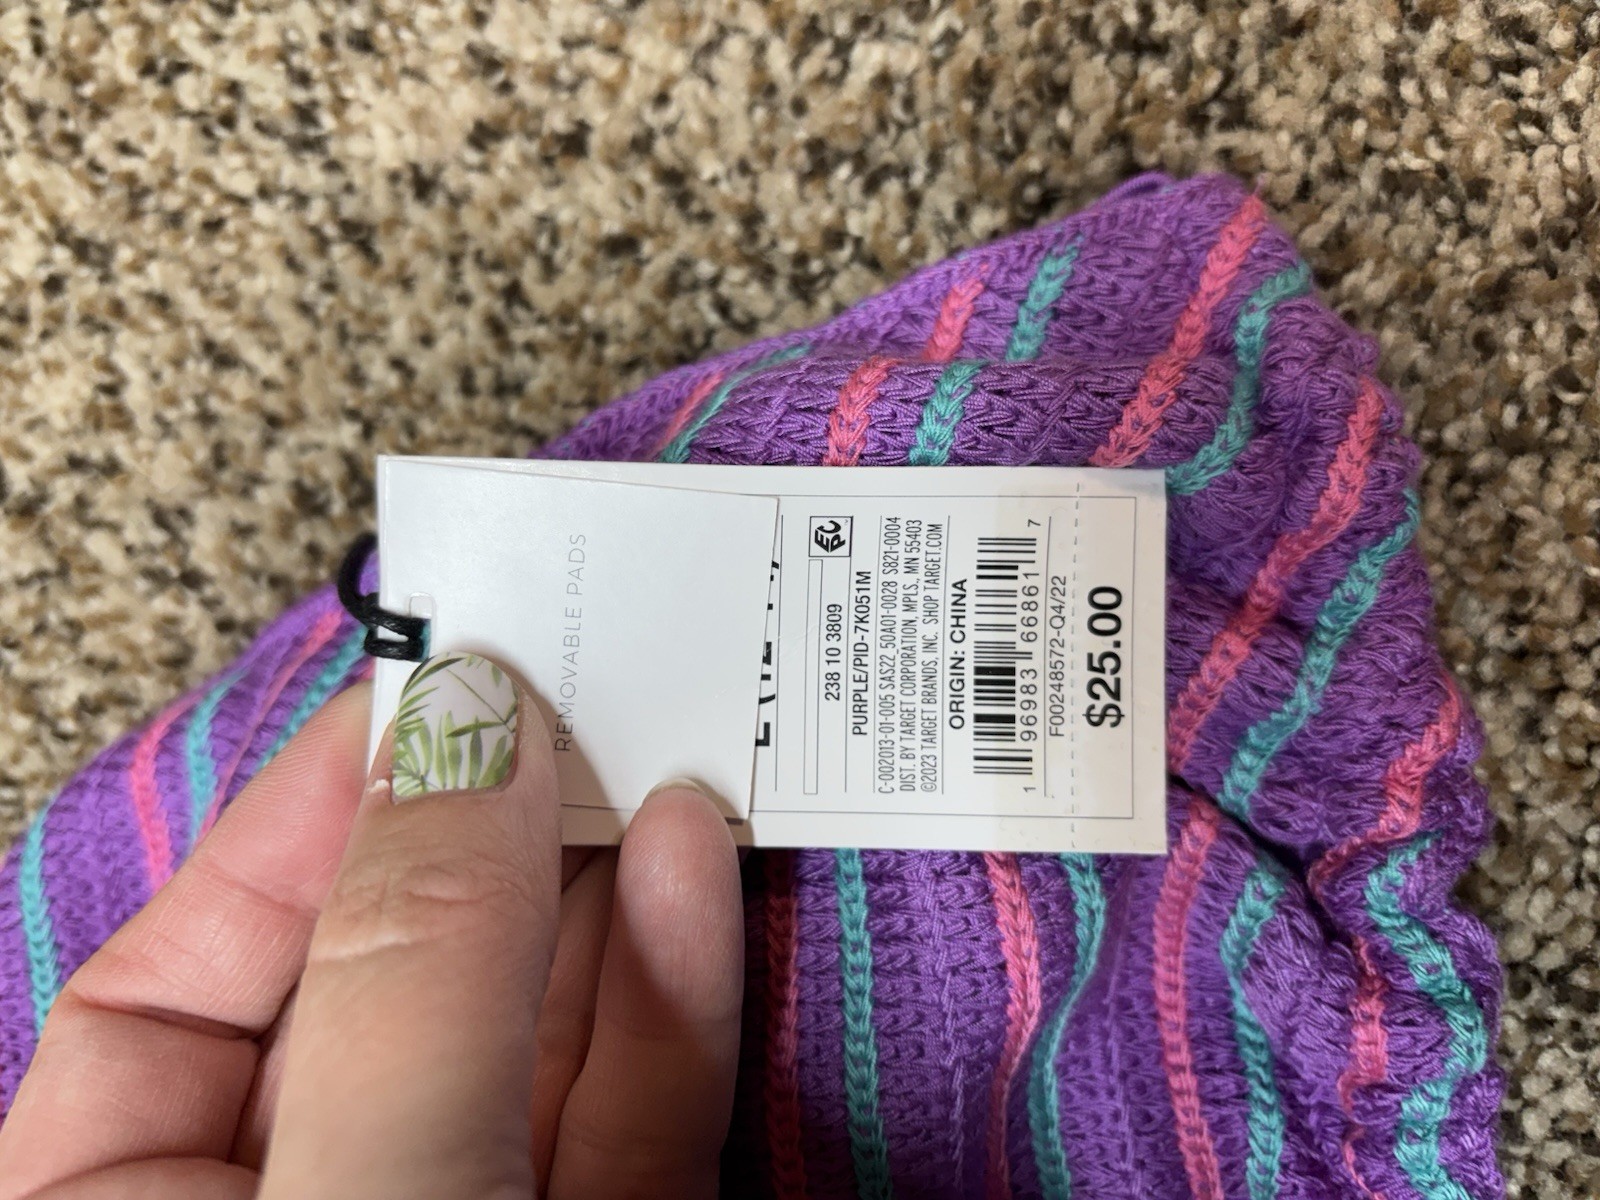 REMOVABLE PADS
EPC
238 10 3809
PURPLE/PID-7K051M
C-002013-01-005 SAS22_50A01-0028 S821-0004
DIST. BY TARGET CORPORATION, MPLS., MN 55403
©2023 TARGET BRANDS, INC. SHOP TARGET.COM
ORIGIN: CHINA
1 96983 66861 7
F00248572-Q4/22
$25.00